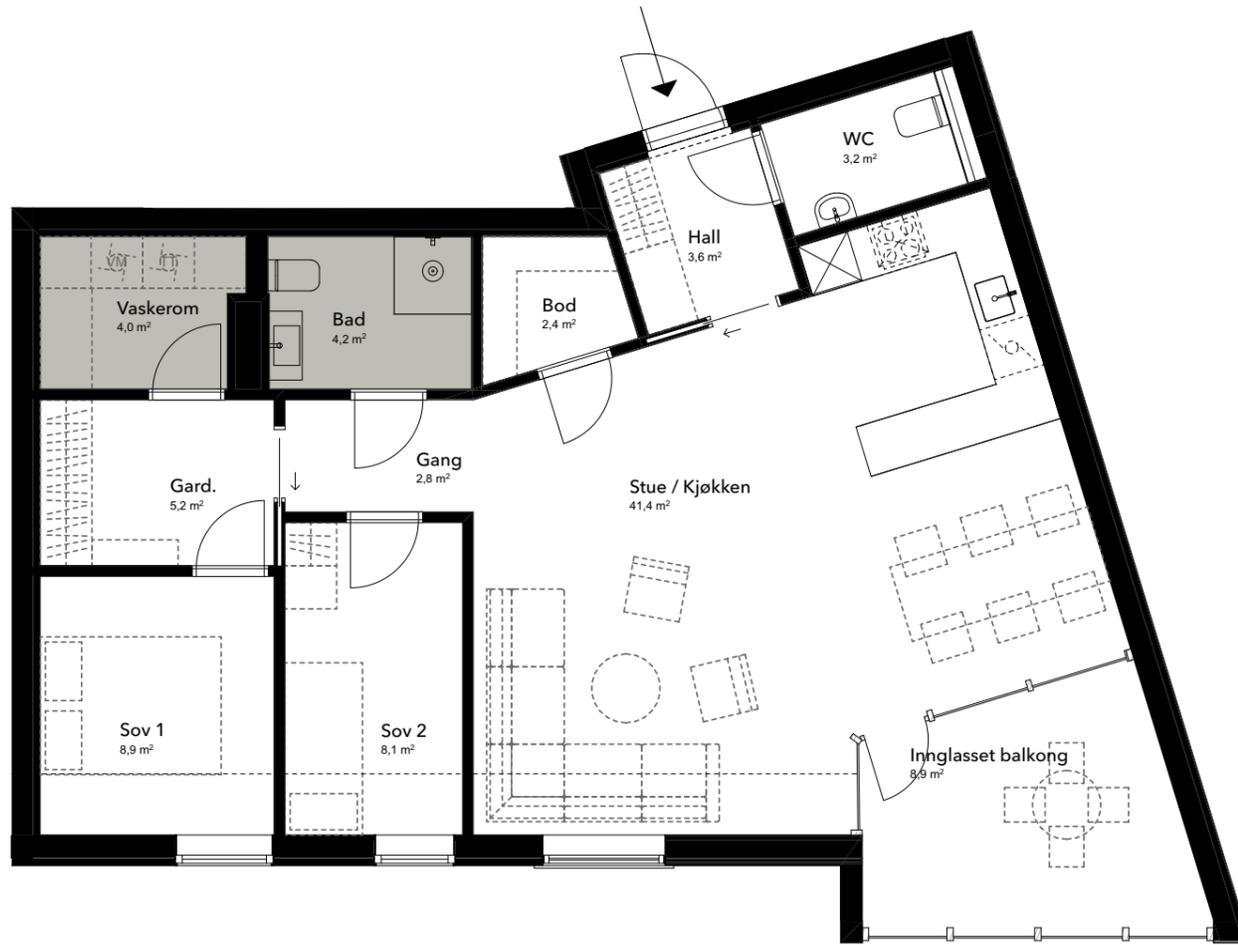 WC
3,2 m²
Hall
3,6 m²
VM
Vaskerom
4,0 m²
Bad
4,2 m²
Bod
2,4 m²
Gang
2,8 m²
Gard.
5,2 m²
Stue / Kjøkken
41,4 m²
Sov 1
8,9 m²
Sov 2
8,1 m²
Innglasset balkong
8,9 m²